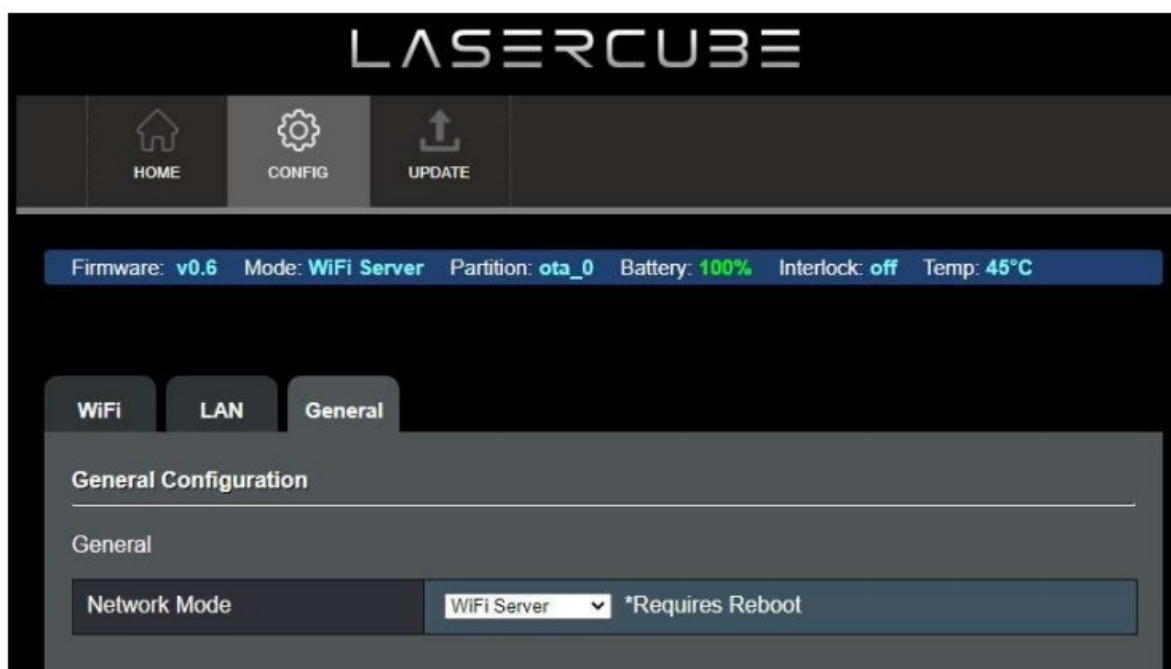 LASERCUBE
HOME CONFIG UPDATE
Firmware: v0.6 Mode: WiFi Server Partition: ota_0 Battery: 100% Interlock: off Temp: 45°C
WiFi LAN General
General Configuration
General
Network Mode WiFi Server *Requires Reboot